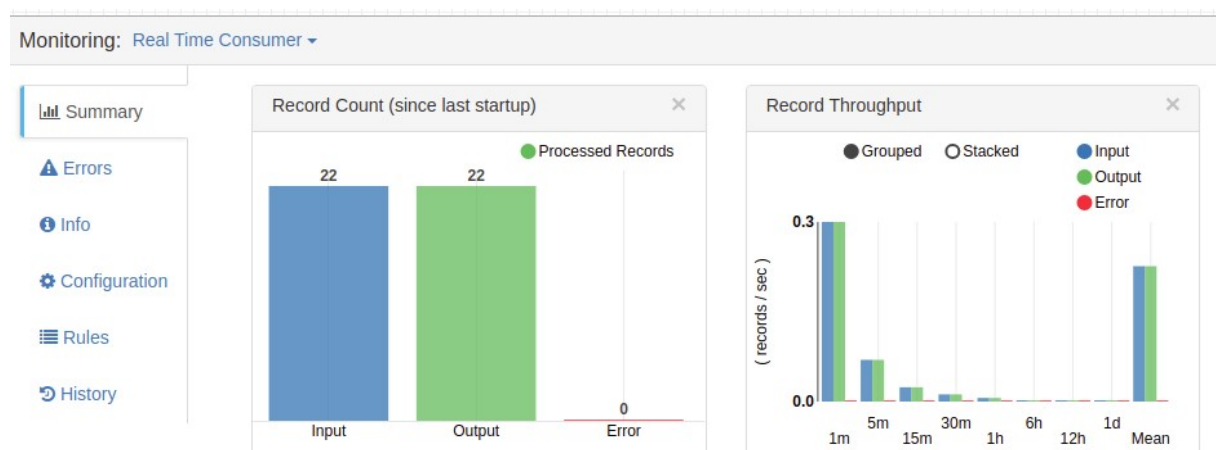 Monitoring: Real Time Consumer
Summary
Errors
Info
Configuration
Rules
History
Record Count (since last startup)
Processed Records
22 22
0
Input Output Error
Record Throughput
Grouped Stacked Input
Output
Error
0.3
( records / sec )
0.0
5m 30m 6h 1d
1m 15m 1h 12h Mean